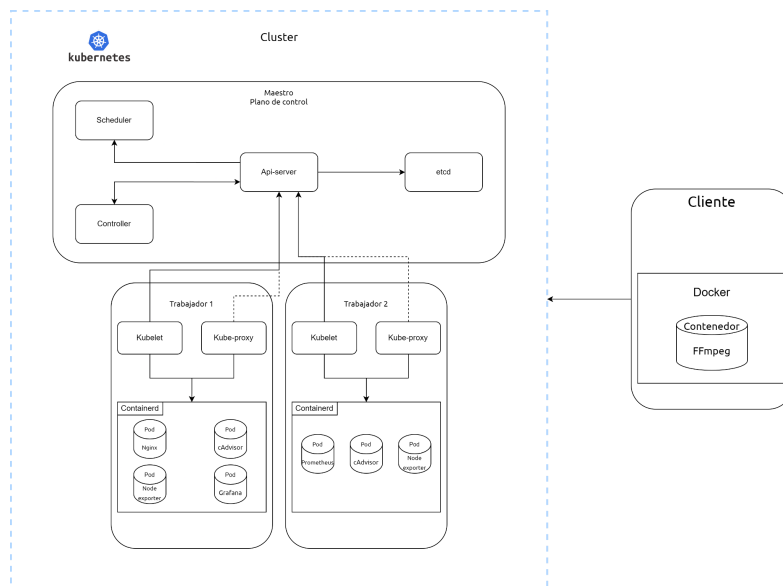 Cluster
kubernetes
Maestro
Plano de control
Scheduler
Api-server
etcd
Controller
Trabajador 1
Kubelet
Kube-proxy
Containerd
Pod
Nginx
Pod
cAdvisor
Pod
Node
exporter
Pod
Grafana
Trabajador 2
Kubelet
Kube-proxy
Containerd
Pod
Prometheus
Pod
cAdvisor
Pod
Node
exporter
Cliente
Docker
Contenedor
FFmpeg